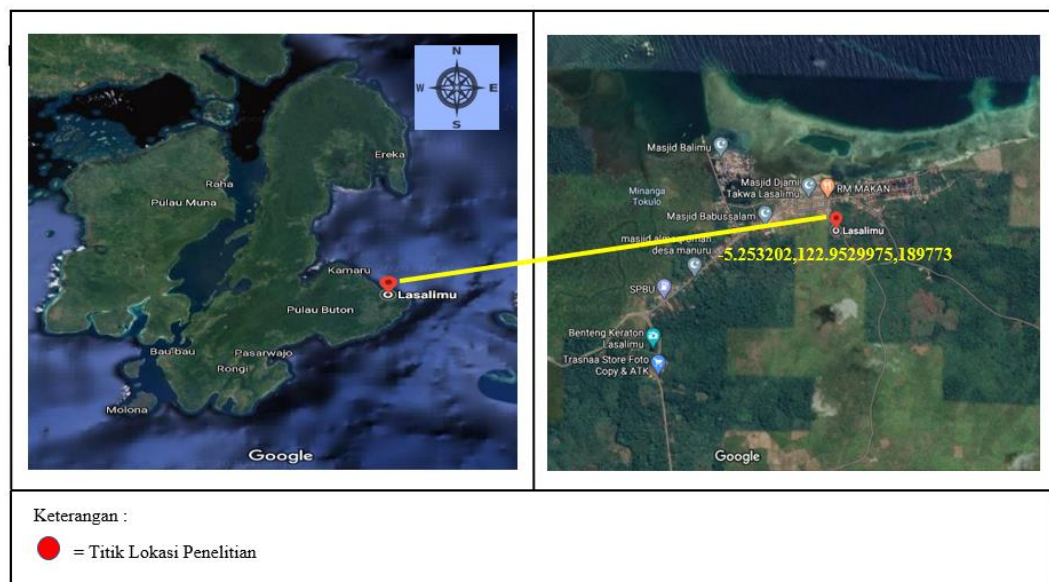 N
W
E
S
Ereka
Raha
Pulau Muna
Kamaru
Lasalimu
Pulau Buton
Bau bau
Pasarwajo
Rongi
Molona
Google
Masjid Balimu
Masjid Djami
Takwa Lasalimu
RM MAKAN
Minanga
Tokulo
Masjid Babussalam
Lasalimu
masjid
desa manuru
-5.253202,122.9529975,189773
SPBU
Benteng Keraton
Lasalimu
Trasnaa Store Foto
Copy & ATK
Google
Keterangan :
= Titik Lokasi Penelitian